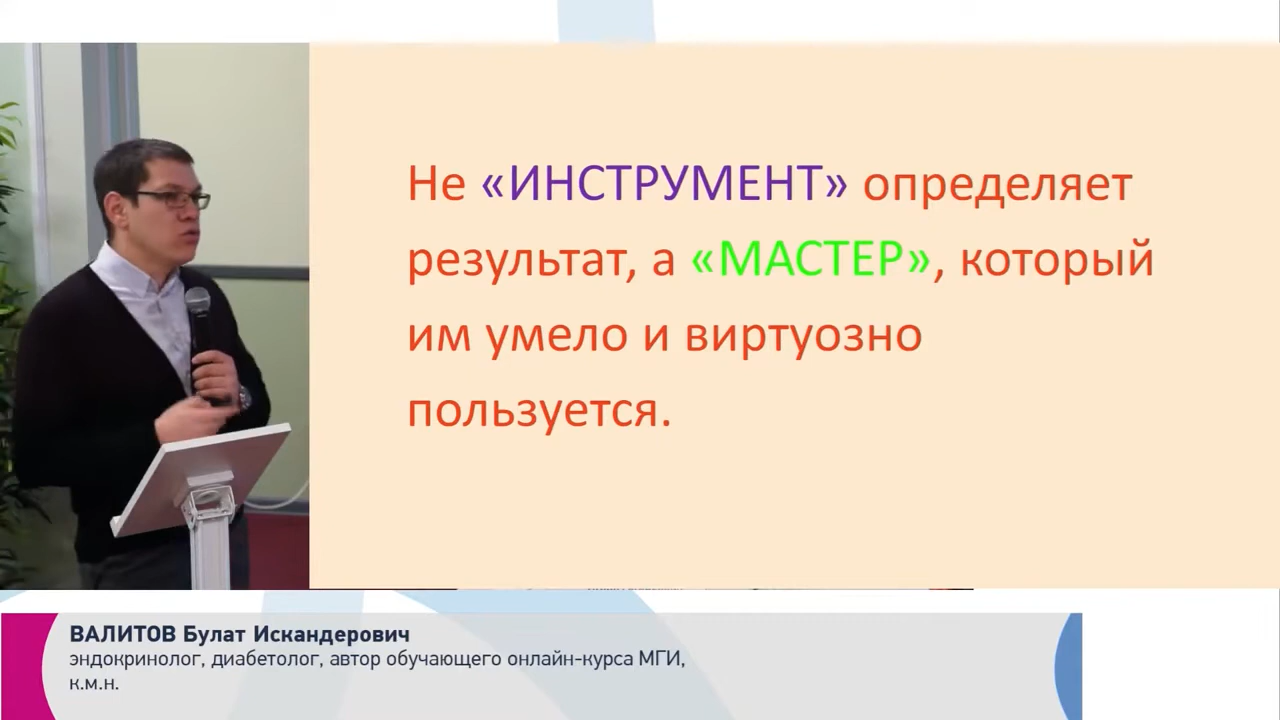 Не «ИНСТРУМЕНТ» определяет
результат, а «МАСТЕР», который
им умело и виртуозно
пользуется.
ВАЛИТОВ Булат Искандерович
эндокринолог, диабетолог, автор обучающего онлайн-курса МГИ,
к.м.н.